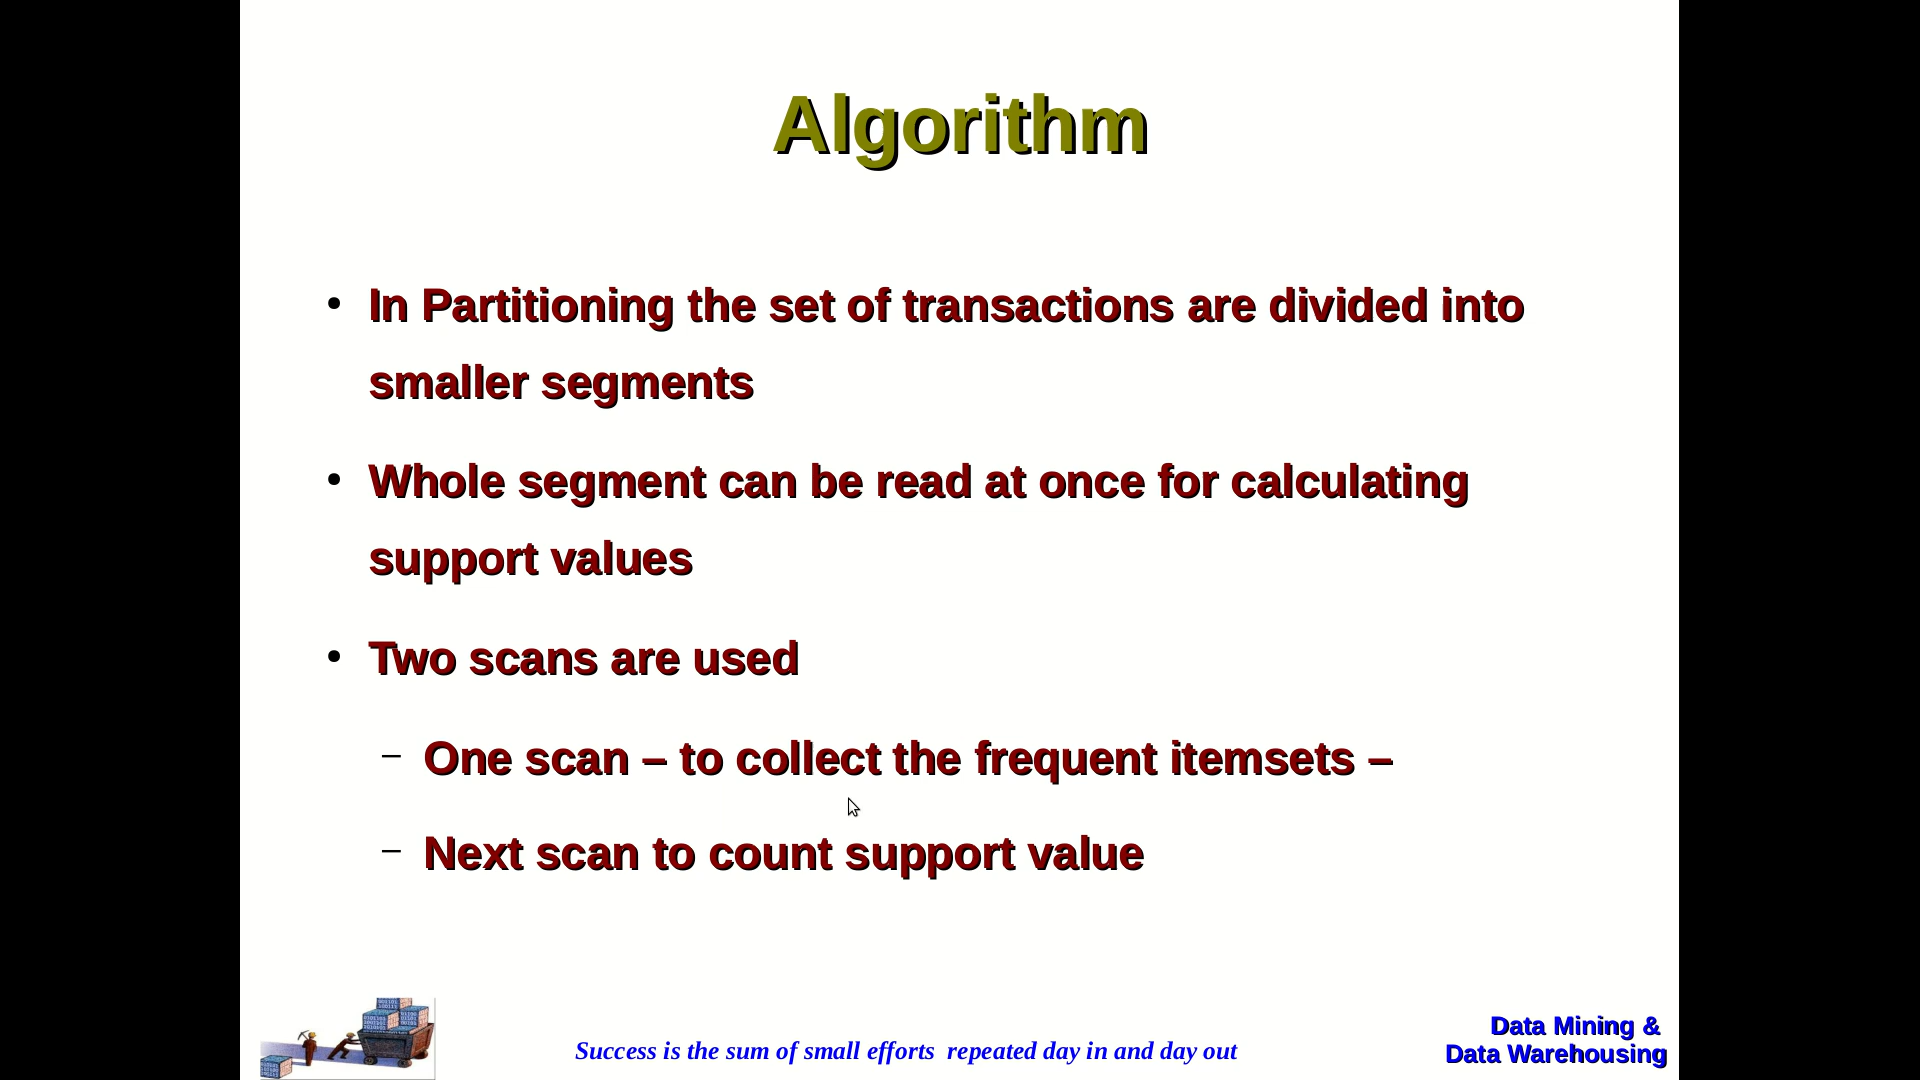 Algorithm
• In Partitioning the set of transactions are divided into
smaller segments
• Whole segment can be read at once for calculating
support values
• Two scans are used
– One scan – to collect the frequent itemsets –
– Next scan to count support value
Success is the sum of small efforts  repeated day in and day out
Data Mining &
Data Warehousing